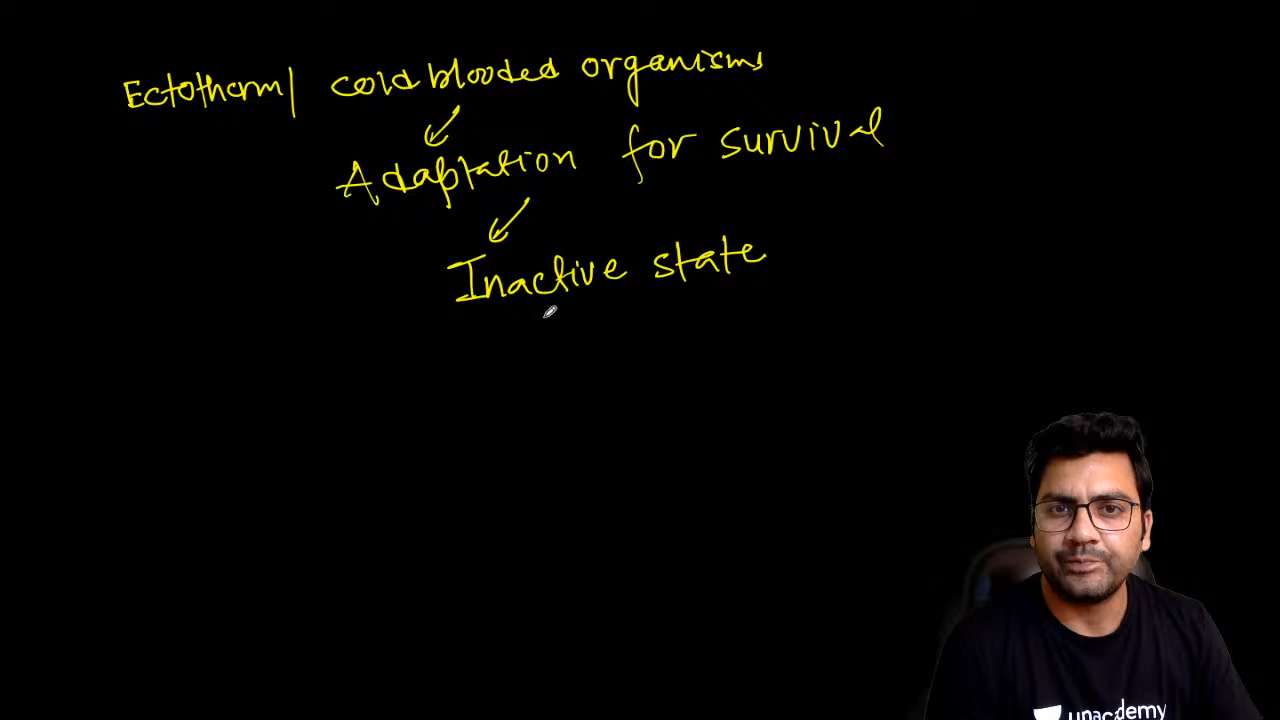 Ectotherm/ cold blooded organisms
Adaptation for survival
Inactive state
unacademy